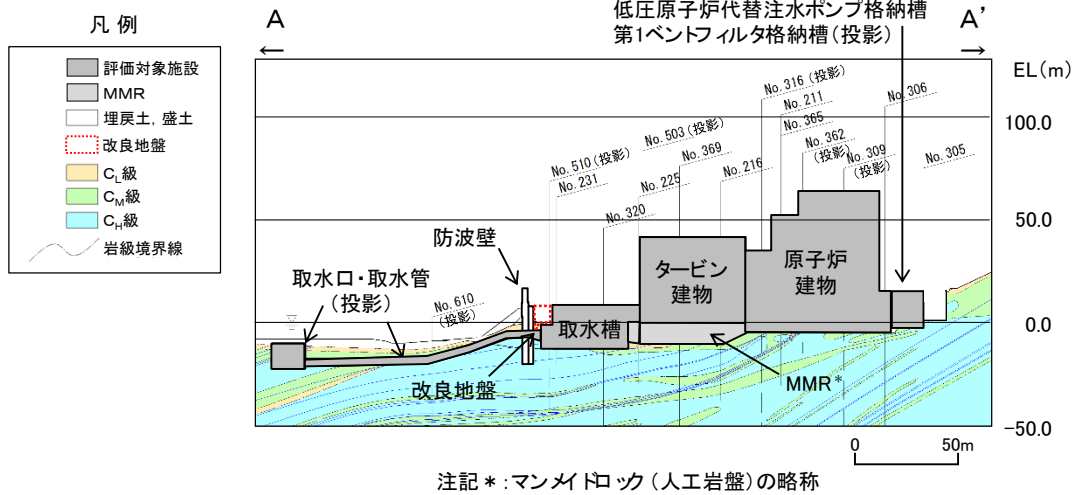 凡 例
評価対象施設
MMR
埋戻土, 盛土
改良地盤
CL級
CM級
CH級
岩級境界線
A
低圧原子炉代替注水ポンプ格納槽
第1ベントフィルタ格納槽(投影)
A’
EL(m)
100.0
50.0
0.0
-50.0
No. 316 (投影)
No. 211
No. 365
No. 362
(投影)
No. 309
(投影)
No. 306
No. 305
No. 503 (投影)
No. 510 (投影)
No. 231
No. 369
No. 225
No. 216
No. 320
No. 610
(投影)
防波壁
取水口・取水管
(投影)
タービン
建物
原子炉
建物
取水槽
改良地盤
MMR*
0
50m
注記*:マンメイドロック(人工岩盤)の略称